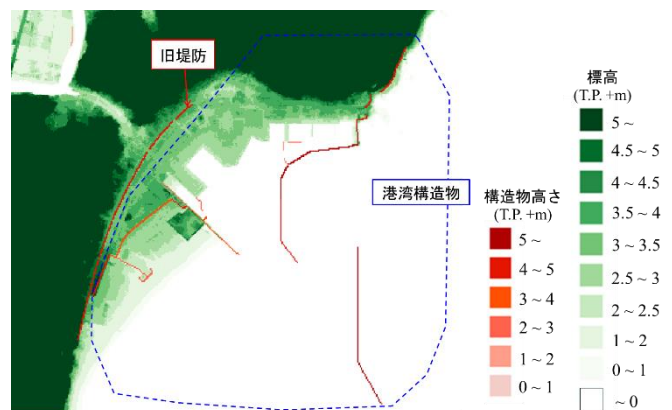 旧堤防
港湾構造物
構造物高さ
(T.P. +m)
5 ~
4 ~ 5
3 ~ 4
2 ~ 3
1 ~ 2
0 ~ 1
標高
(T.P. +m)
5 ~
4.5 ~ 5
4 ~ 4.5
3.5 ~ 4
3 ~ 3.5
2.5 ~ 3
2 ~ 2.5
1 ~ 2
0 ~ 1
~ 0